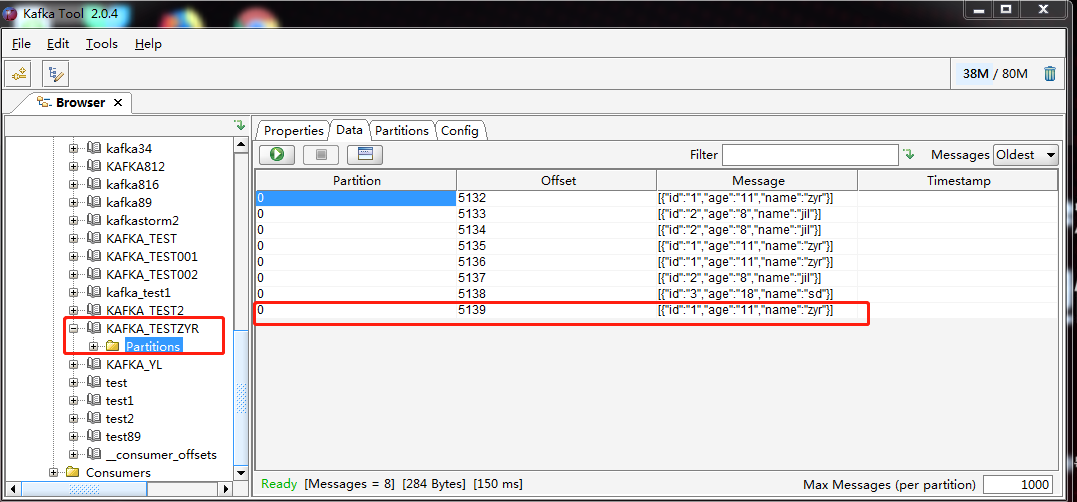 Kafka Tool 2.0.4
File Edit Tools Help
38M / 80M
Browser
kafka34
KAFKA812
kafka816
kafka89
kafkastorm2
KAFKA_TEST
KAFKA_TEST001
KAFKA_TEST002
kafka_test1
KAFKA_TEST2
KAFKA_TESTZYR
Partitions
KAFKA_YL
test
test1
test2
test89
__consumer_offsets
Consumers
Properties Data Partitions Config
Filter Messages Oldest
Partition Offset Message Timestamp
0 5132 [{"id":"1","age":"11","name":"zyr"}]
0 5133 [{"id":"2","age":"8","name":"jil"}]
0 5134 [{"id":"2","age":"8","name":"jil"}]
0 5135 [{"id":"1","age":"11","name":"zyr"}]
0 5136 [{"id":"1","age":"11","name":"zyr"}]
0 5137 [{"id":"2","age":"8","name":"jil"}]
0 5138 [{"id":"3","age":"18","name":"sd"}]
0 5139 [{"id":"1","age":"11","name":"zyr"}]
Ready [Messages = 8] [284 Bytes] [150 ms]
Max Messages (per partition) 1000